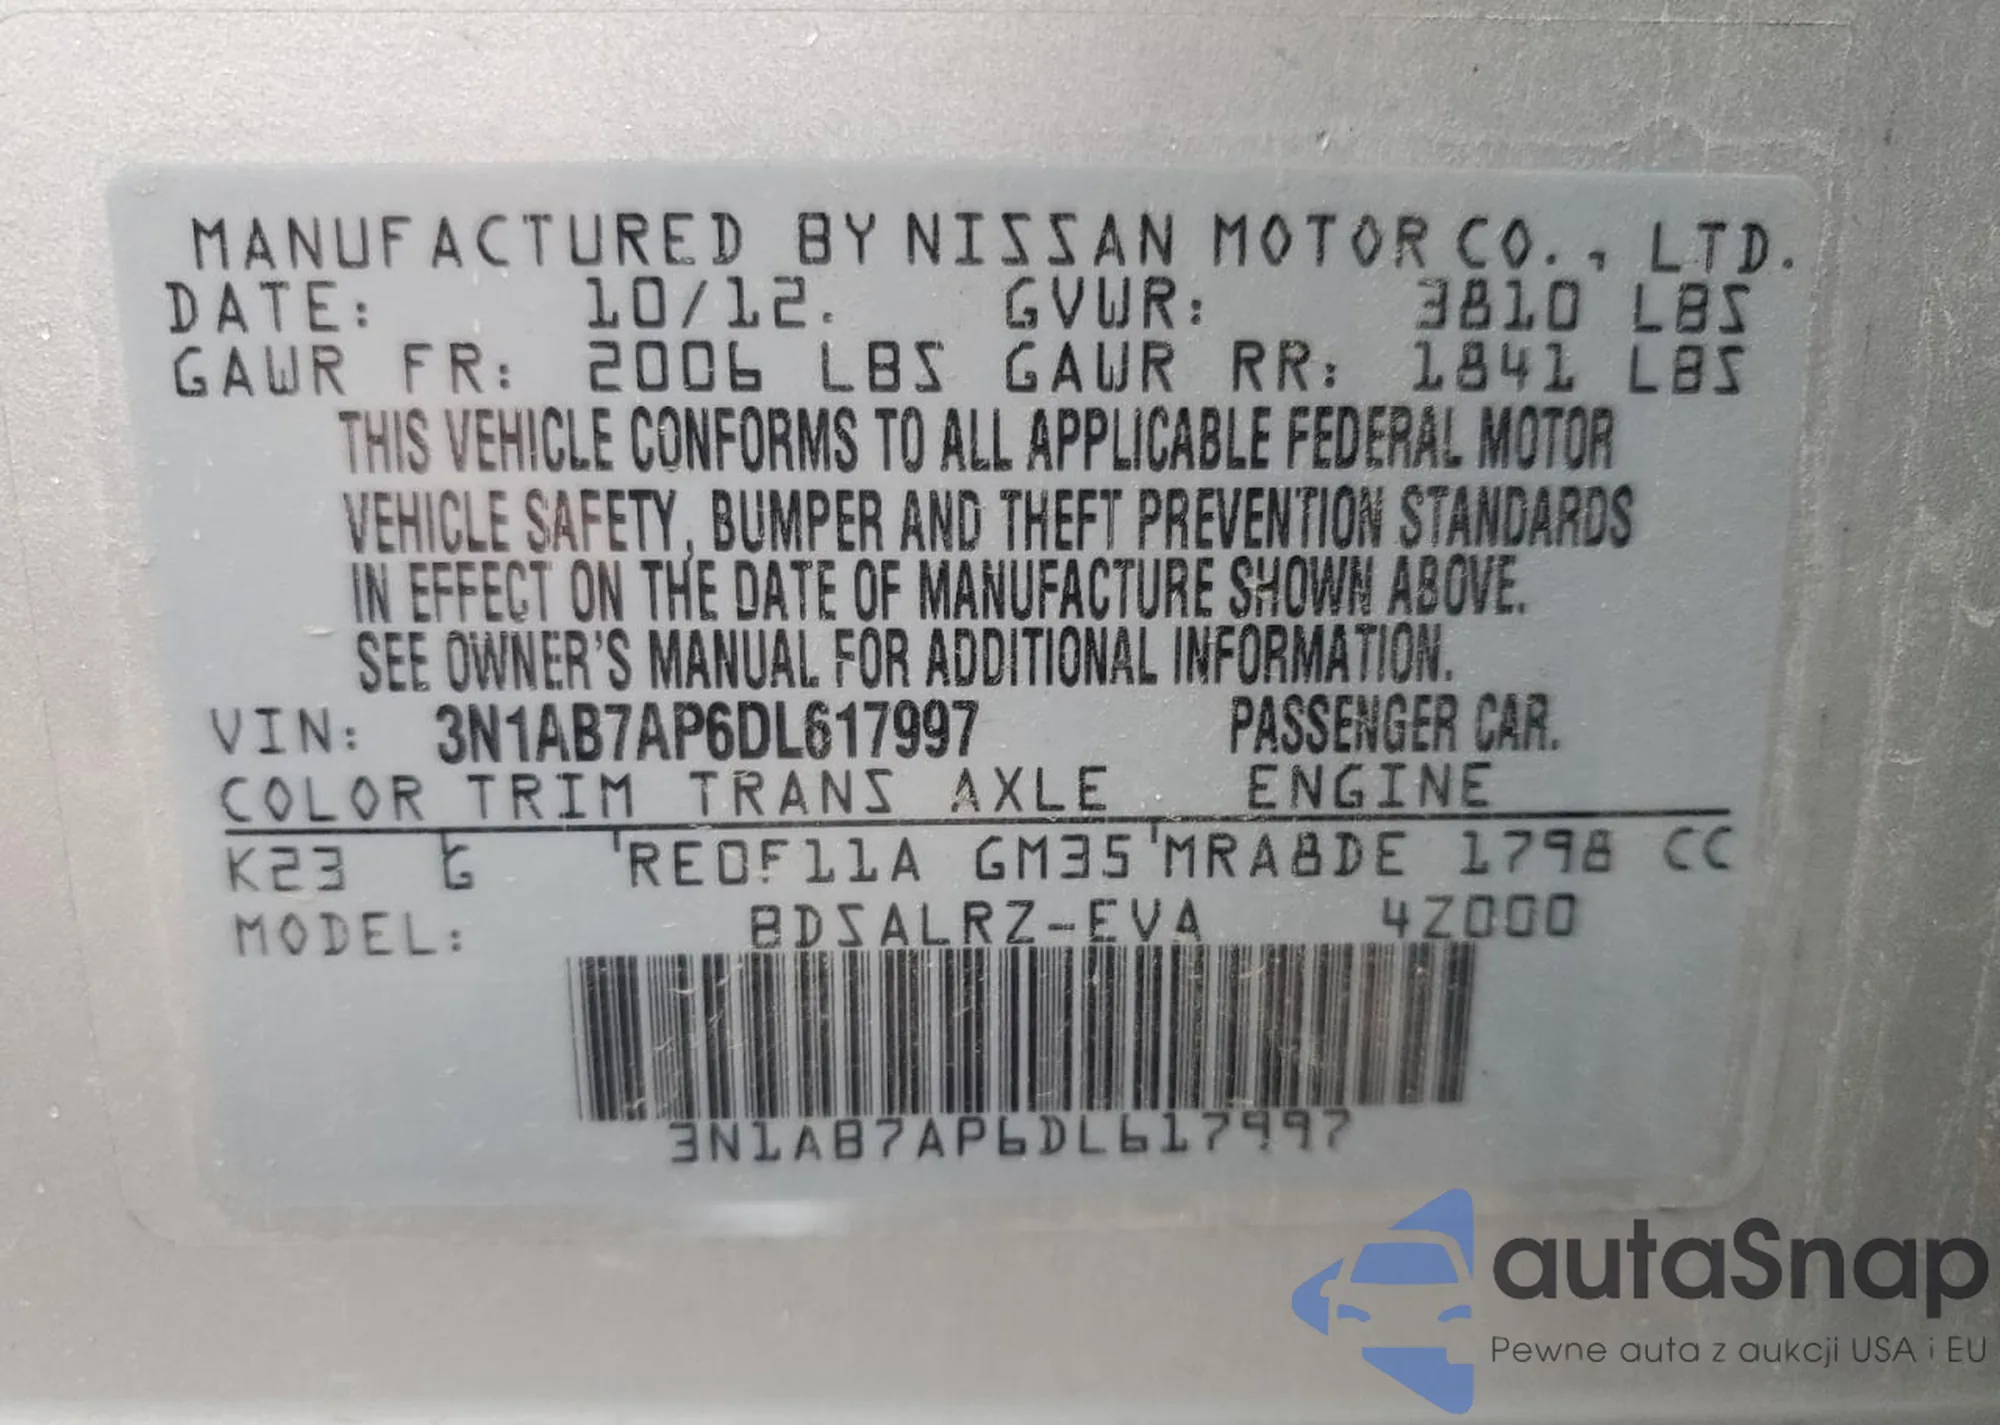 MANUFACTURED BY NISSAN MOTOR CO., LTD.
DATE: 10/12. GVWR: 3810 LBS
GAWR FR: 2006 LBS GAWR RR: 1841 LBS
THIS VEHICLE CONFORMS TO ALL APPLICABLE FEDERAL MOTOR
VEHICLE SAFETY, BUMPER AND THEFT PREVENTION STANDARDS
IN EFFECT ON THE DATE OF MANUFACTURE SHOWN ABOVE.
SEE OWNER'S MANUAL FOR ADDITIONAL INFORMATION.
VIN: 3N1AB7AP6DL617997 PASSENGER CAR.
COLOR TRIM TRANS AXLE ENGINE
K23 G RE0F11A GM35 MRA8DE 1798 CC
MODEL: BDSALRZ-EVA 4Z000
3N1AB7AP6DL617997
autaSnap
Pewne auta z aukcji USA i EU